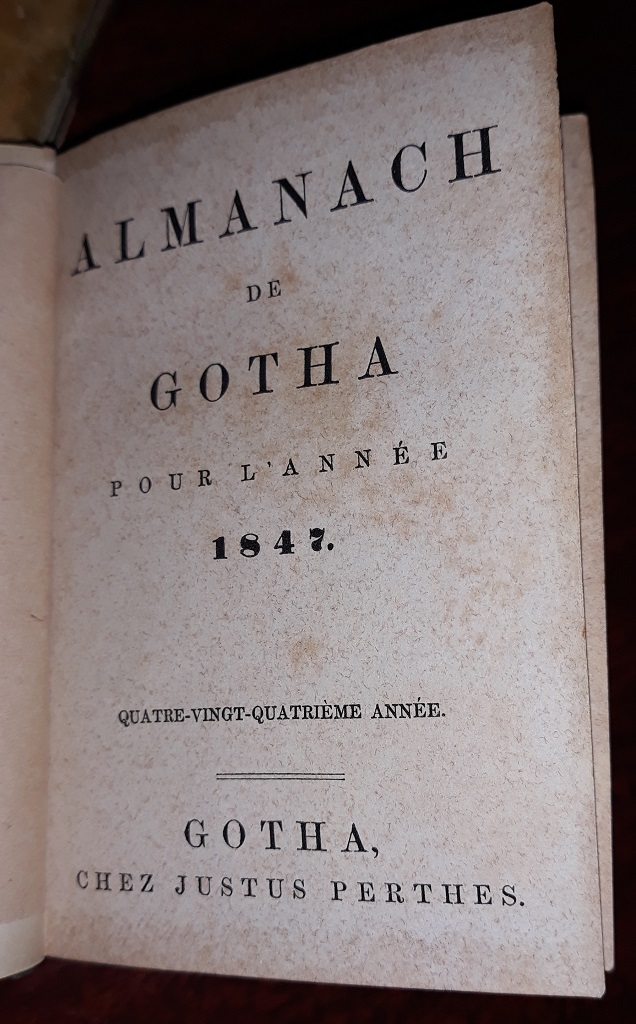 ALMANACH
DE
GOTHA
POUR L'ANNÉE
1847.
QUATRE-VINGT-QUATRIÈME ANNÉE.
GOTHA,
CHEZ JUSTUS PERTHES.